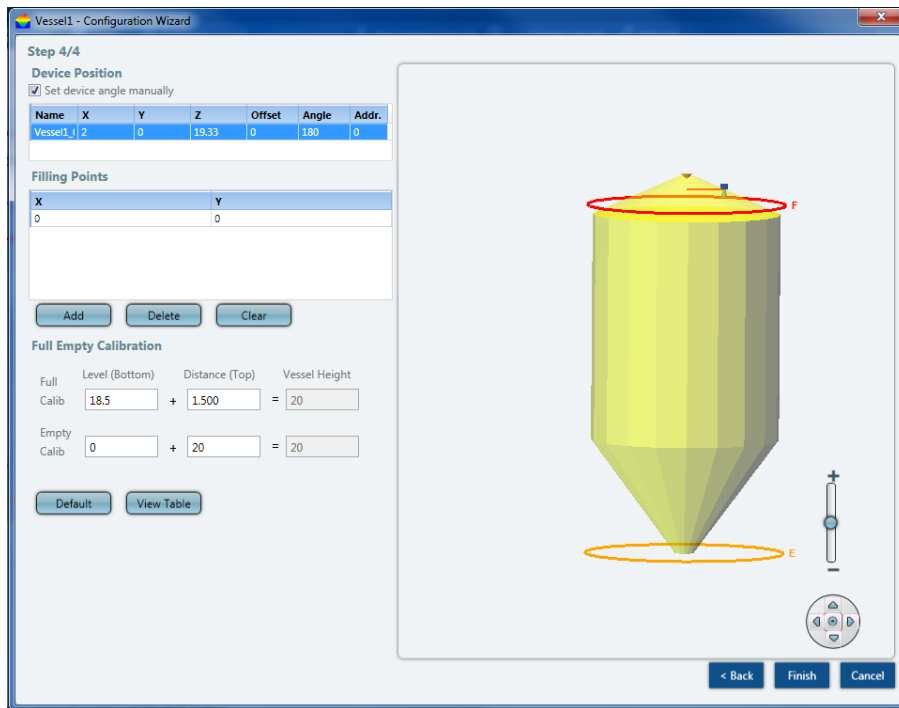 Vessel1 - Configuration Wizard
x
Step 4/4
Device Position
Set device angle manually
Name X Y Z Offset Angle Addr.
Vessel1_( 2 0 19.33 0 180 0
Filling Points
X Y
0 0
Add Delete Clear
Full Empty Calibration
Level (Bottom) Distance (Top) Vessel Height
Full
Calib 18.5 + 1.500 = 20
Empty
Calib 0 + 20 = 20
Default View Table
F
E
+
−
< Back Finish Cancel